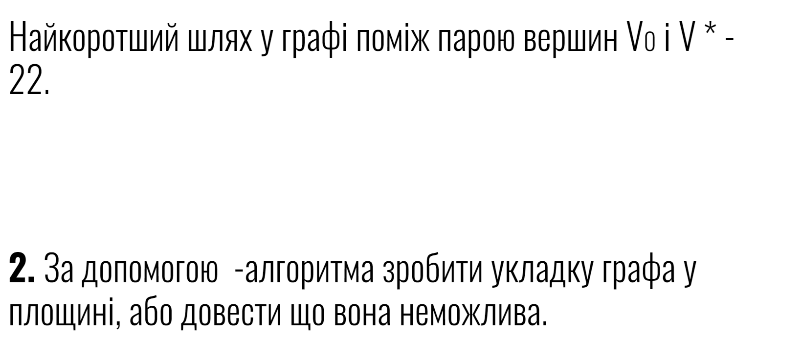 Найкоротший шлях у графі поміж парою вершин V0 і V * -
22.
2. За допомогою  -алгоритма зробити укладку графа у
площині, або довести що вона неможлива.